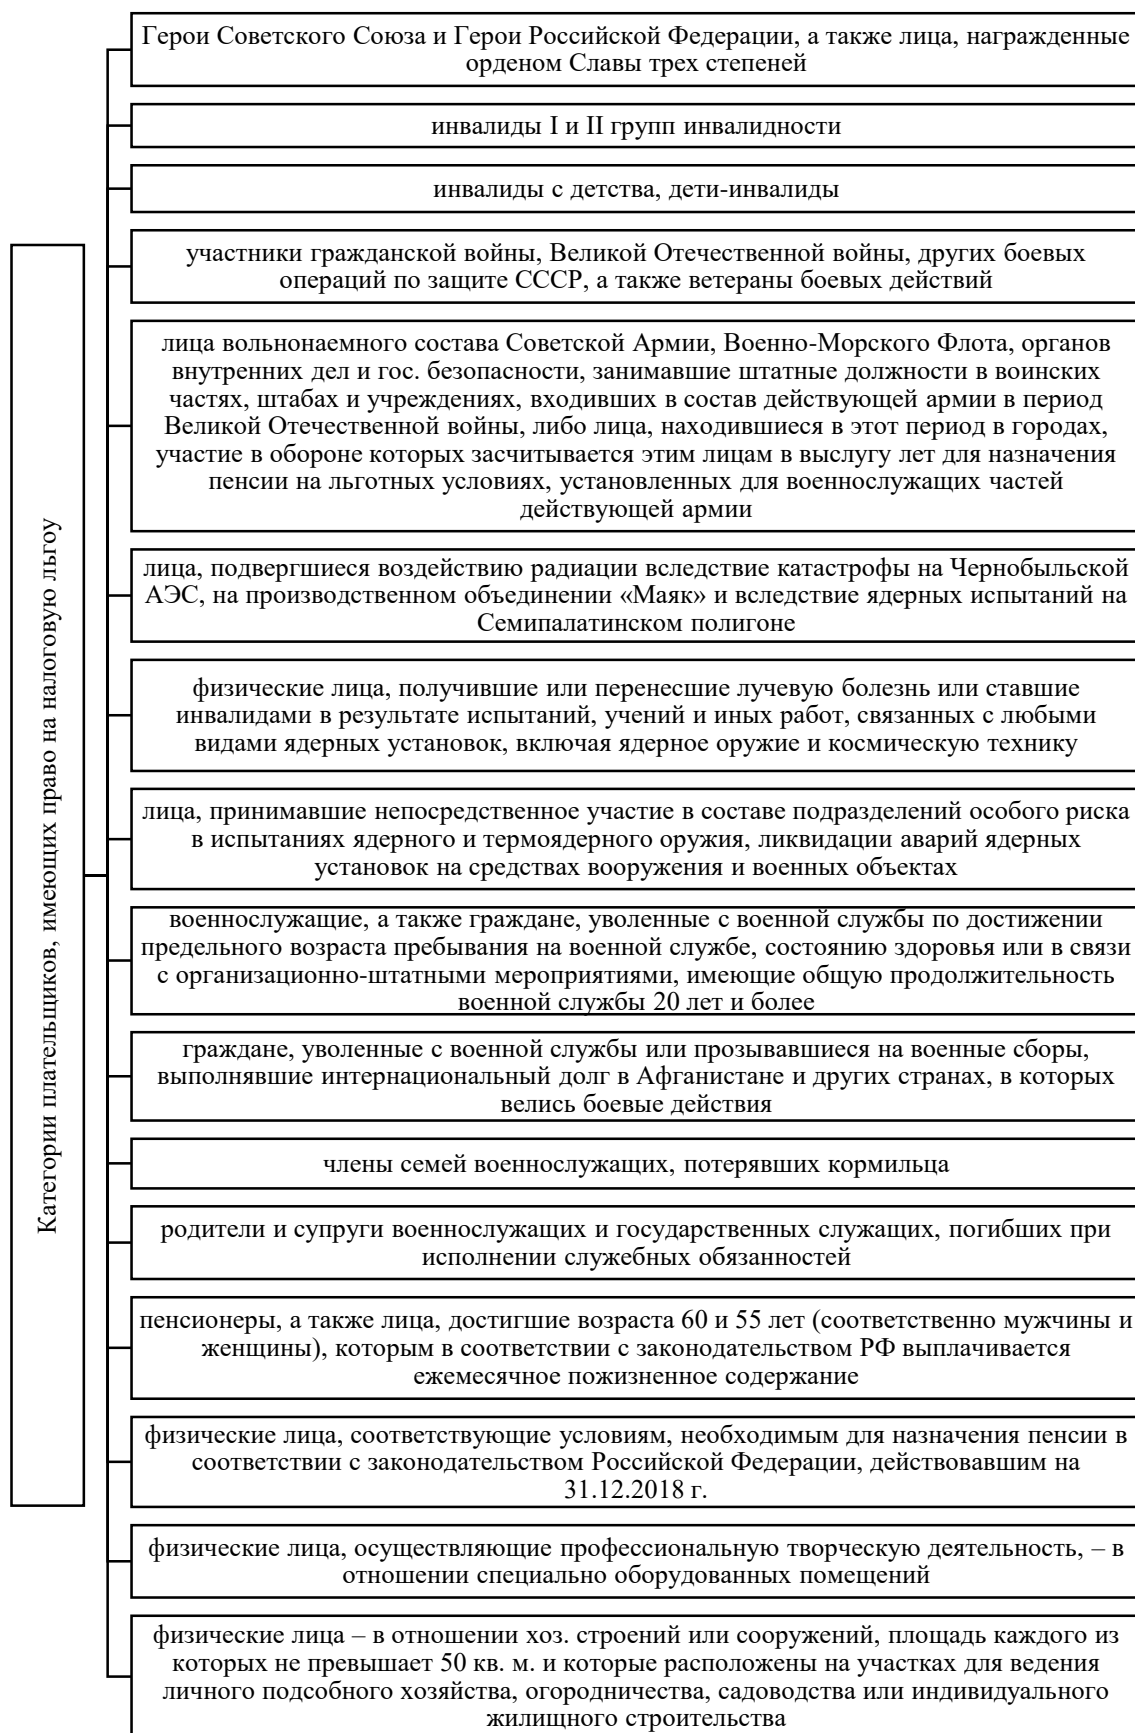 Категории плательщиков, имеющих право на налоговую льгоу
Герои Советского Союза и Герои Российской Федерации, а также лица, награжденные
орденом Славы трех степеней
инвалиды I и II групп инвалидности
инвалиды с детства, дети-инвалиды
участники гражданской войны, Великой Отечественной войны, других боевых
операций по защите СССР, а также ветераны боевых действий
лица вольнонаемного состава Советской Армии, Военно-Морского Флота, органов
внутренних дел и гос. безопасности, занимавшие штатные должности в воинских
частях, штабах и учреждениях, входивших в состав действующей армии в период
Великой Отечественной войны, либо лица, находившиеся в этот период в городах,
участие в обороне которых засчитывается этим лицам в выслугу лет для назначения
пенсии на льготных условиях, установленных для военнослужащих частей
действующей армии
лица, подвергшиеся воздействию радиации вследствие катастрофы на Чернобыльской
АЭС, на производственном объединении «Маяк» и вследствие ядерных испытаний на
Семипалатинском полигоне
физические лица, получившие или перенесшие лучевую болезнь или ставшие
инвалидами в результате испытаний, учений и иных работ, связанных с любыми
видами ядерных установок, включая ядерное оружие и космическую технику
лица, принимавшие непосредственное участие в составе подразделений особого риска
в испытаниях ядерного и термоядерного оружия, ликвидации аварий ядерных
установок на средствах вооружения и военных объектах
военнослужащие, а также граждане, уволенные с военной службы по достижении
предельного возраста пребывания на военной службе, состоянию здоровья или в связи
с организационно-штатными мероприятиями, имеющие общую продолжительность
военной службы 20 лет и более
граждане, уволенные с военной службы или прозывавшиеся на военные сборы,
выполнявшие интернациональный долг в Афганистане и других странах, в которых
велись боевые действия
члены семей военнослужащих, потерявших кормильца
родители и супруги военнослужащих и государственных служащих, погибших при
исполнении служебных обязанностей
пенсионеры, а также лица, достигшие возраста 60 и 55 лет (соответственно мужчины и
женщины), которым в соответствии с законодательством РФ выплачивается
ежемесячное пожизненное содержание
физические лица, соответствующие условиям, необходимым для назначения пенсии в
соответствии с законодательством Российской Федерации, действовавшим на
31.12.2018 г.
физические лица, осуществляющие профессиональную творческую деятельность, – в
отношении специально оборудованных помещений
физические лица – в отношении хоз. строений или сооружений, площадь каждого из
которых не превышает 50 кв. м. и которые расположены на участках для ведения
личного подсобного хозяйства, огородничества, садоводства или индивидуального
жилищного строительства